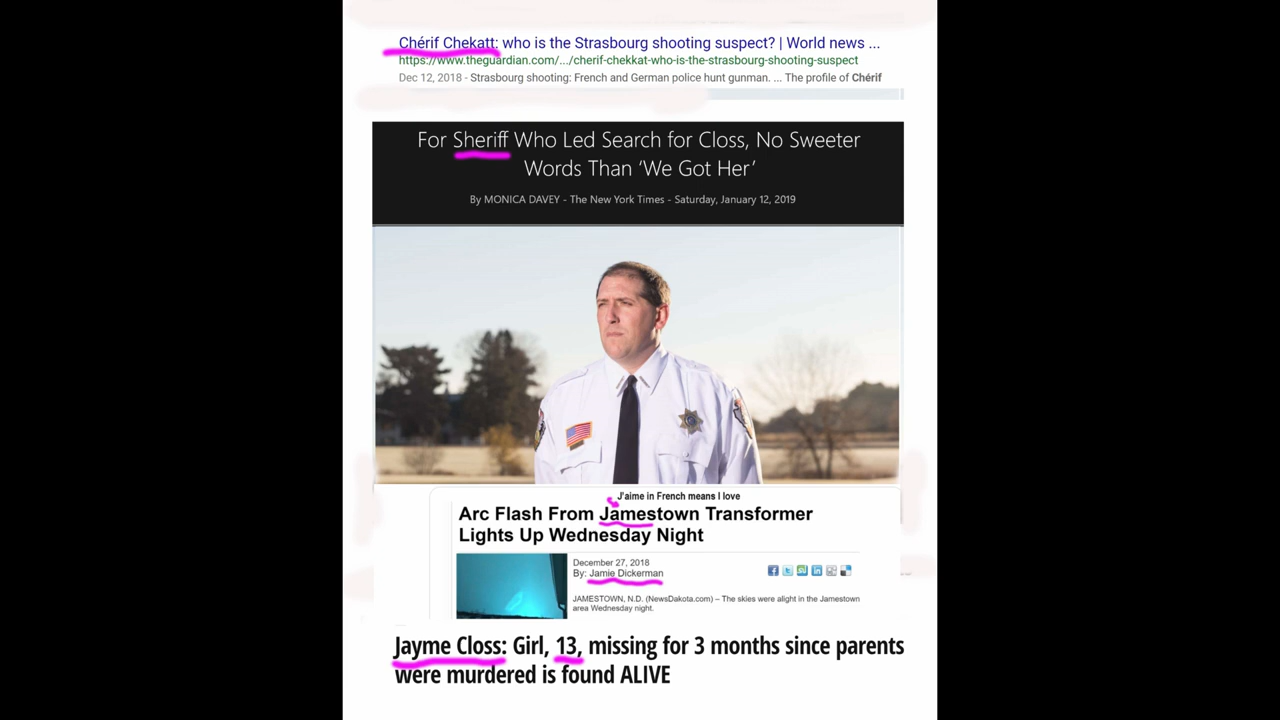 Chérif Chekatt: who is the Strasbourg shooting suspect? | World news ...
https://www.theguardian.com/.../cherif-chekkat-who-is-the-strasbourg-shooting-suspect
Dec 12, 2018 - Strasbourg shooting: French and German police hunt gunman. ... The profile of Chérif
For Sheriff Who Led Search for Closs, No Sweeter
Words Than ‘We Got Her’
By MONICA DAVEY - The New York Times - Saturday, January 12, 2019
J'aime in French means I love
Arc Flash From Jamestown Transformer
Lights Up Wednesday Night
December 27, 2018
By: Jamie Dickerman
JAMESTOWN, N.D. (NewsDakota.com) – The skies were alight in the Jamestown
area Wednesday night.
Jayme Closs: Girl, 13, missing for 3 months since parents
were murdered is found ALIVE